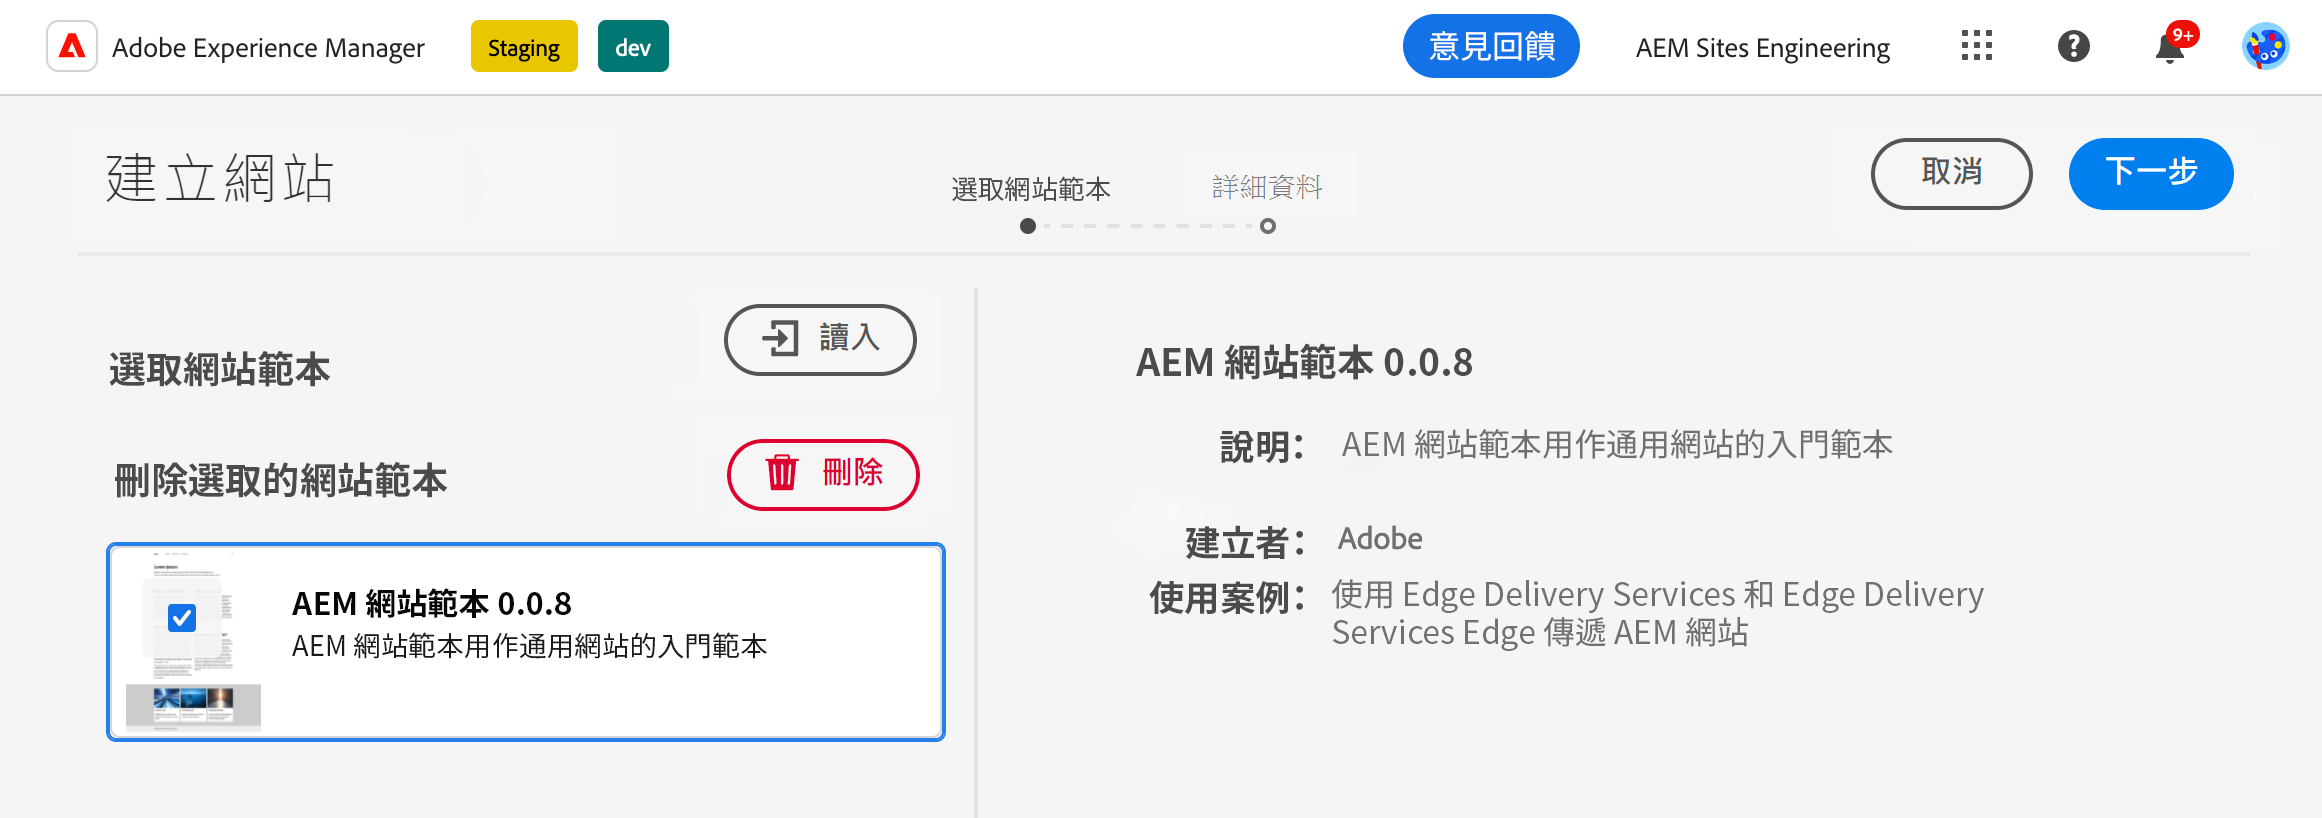 Adobe Experience Manager
Staging
dev
意見回饋
AEM Sites Engineering
9+
建立網站
選取網站範本
詳細資料
取消
下一步
選取網站範本
讀入
刪除選取的網站範本
刪除
AEM 網站範本 0.0.8
AEM 網站範本用作通用網站的入門範本
AEM 網站範本 0.0.8
說明： AEM 網站範本用作通用網站的入門範本
建立者： Adobe
使用案例： 使用 Edge Delivery Services 和 Edge Delivery
Services Edge 傳遞 AEM 網站